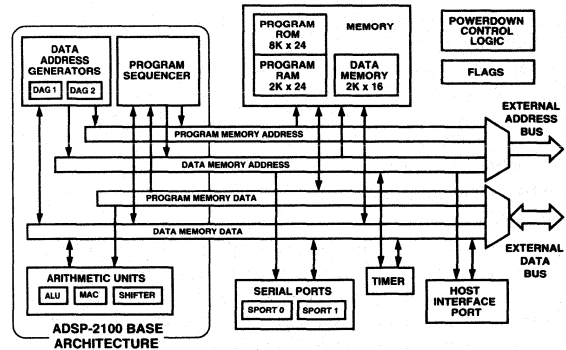 DATA
ADDRESS
GENERATORS
DAG 1
DAG 2
PROGRAM
SEQUENCER
PROGRAM
ROM
8K x 24
MEMORY
PROGRAM
RAM
2K x 24
DATA
MEMORY
2K x 16
POWERDOWN
CONTROL
LOGIC
FLAGS
EXTERNAL
ADDRESS
BUS
PROGRAM MEMORY ADDRESS
DATA MEMORY ADDRESS
PROGRAM MEMORY DATA
DATA MEMORY DATA
EXTERNAL
DATA
BUS
ARITHMETIC UNITS
ALU
MAC
SHIFTER
SERIAL PORTS
SPORT 0
SPORT 1
TIMER
HOST
INTERFACE
PORT
ADSP-2100 BASE
ARCHITECTURE